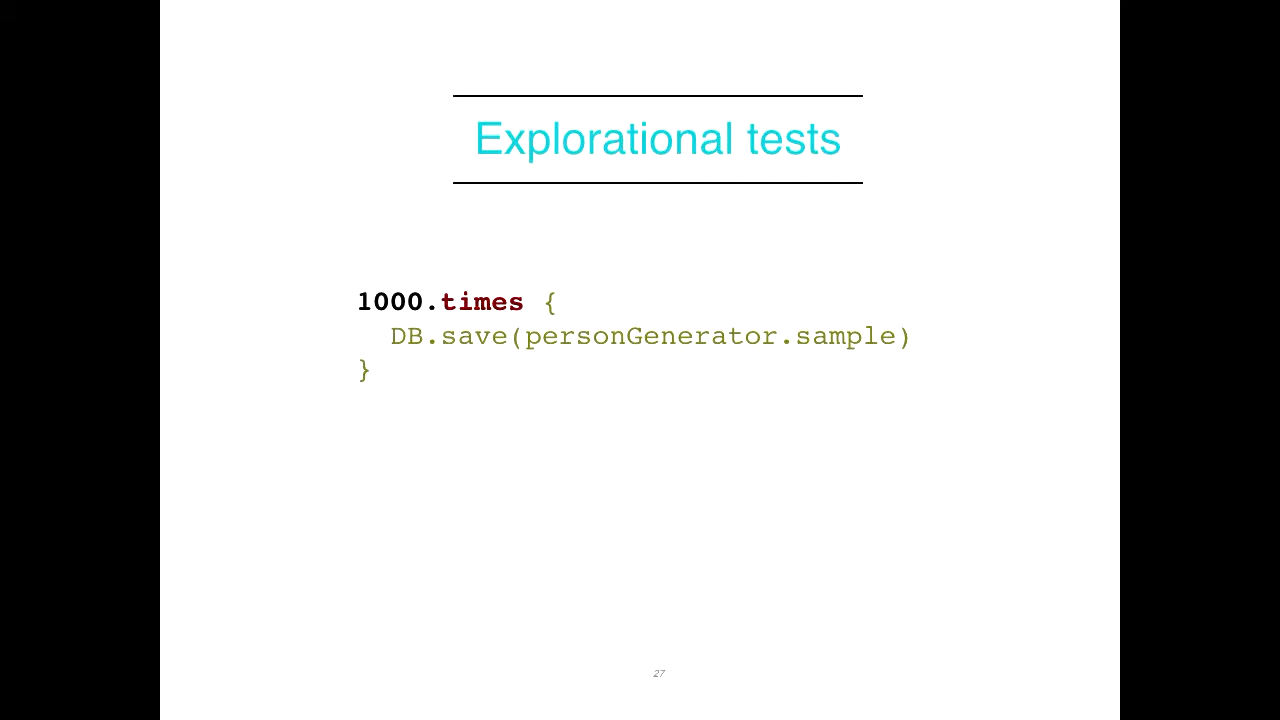 Explorational tests
1000.times {
  DB.save(personGenerator.sample)
}
27